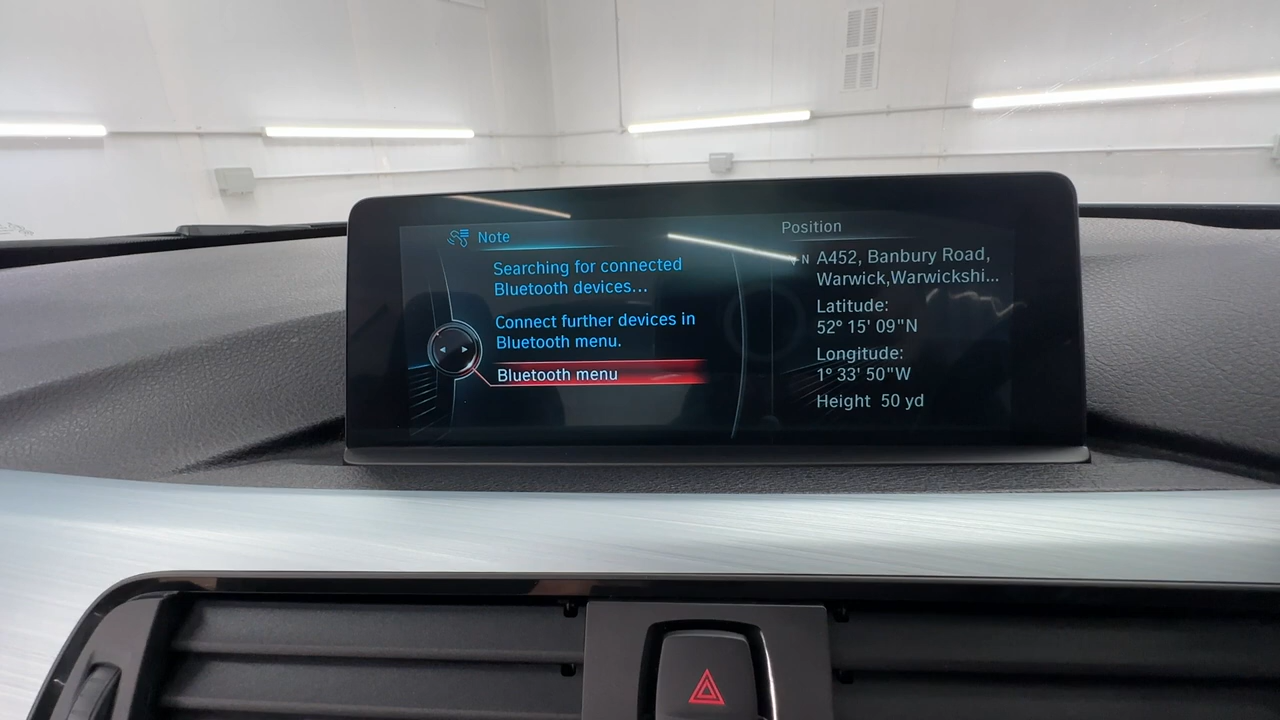 Note
Searching for connected
Bluetooth devices...
Connect further devices in
Bluetooth menu.
Bluetooth menu
Position
N A452, Banbury Road,
Warwick,Warwickshi...
Latitude:
52° 15' 09"N
Longitude:
1° 33' 50"W
Height 50 yd